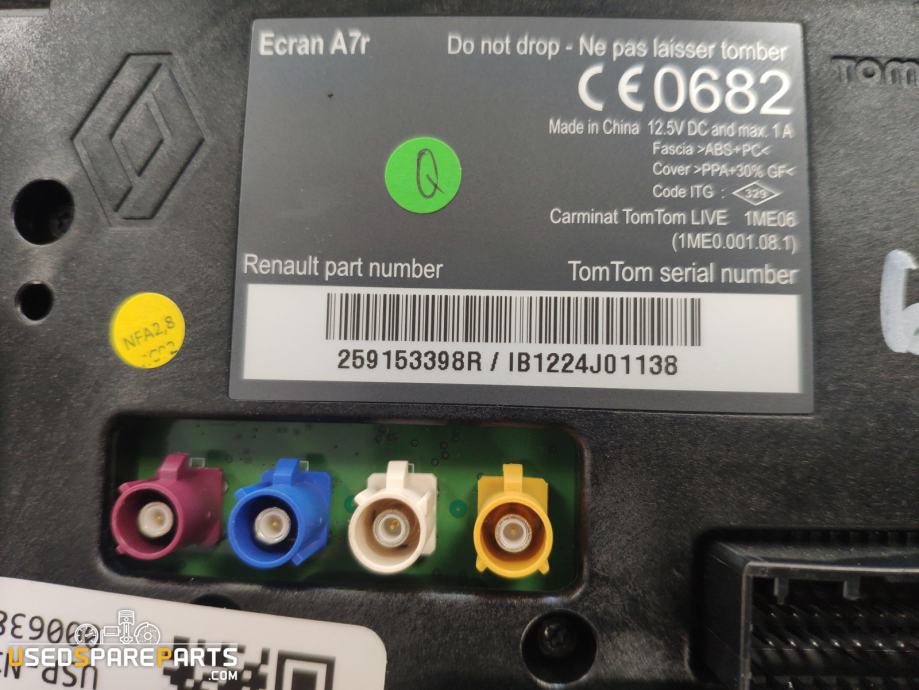 Ecran A7r
Do not drop - Ne pas laisser tomber
CE0682
Made in China 12.5V DC and max. 1 A
Fascia >ABS+PC<
Cover >PPA+30% GF<
Code ITG : 329
Carminat TomTom LIVE 1ME06
(1ME0.001.08.1)
Renault part number
TomTom serial number
259153398R / IB1224J01138
TOM
Q
NFA2,8
USEDSPAREPARTS
.COM